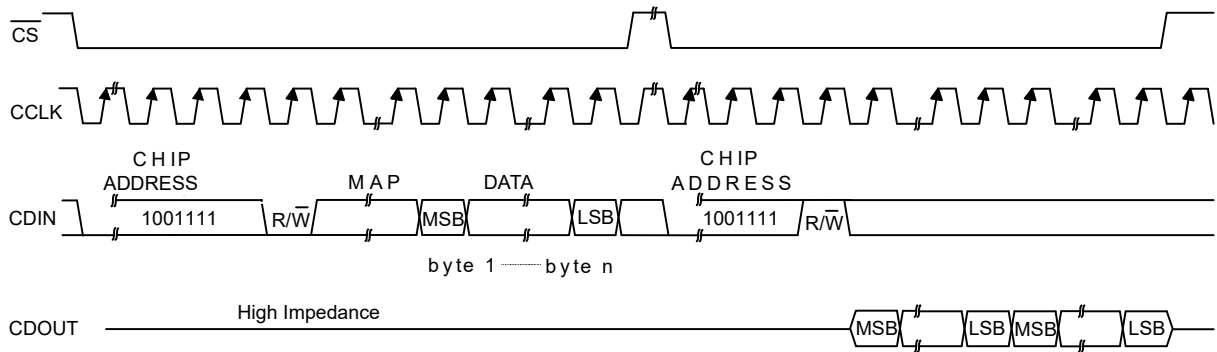 CS
CCLK
CHIP
ADDRESS
MAP
DATA
CHIP
ADDRESS
CDIN
1001111
R/W
MSB
LSB
1001111
R/W
byte 1
byte n
High Impedance
CDOUT
MSB
LSB
MSB
LSB